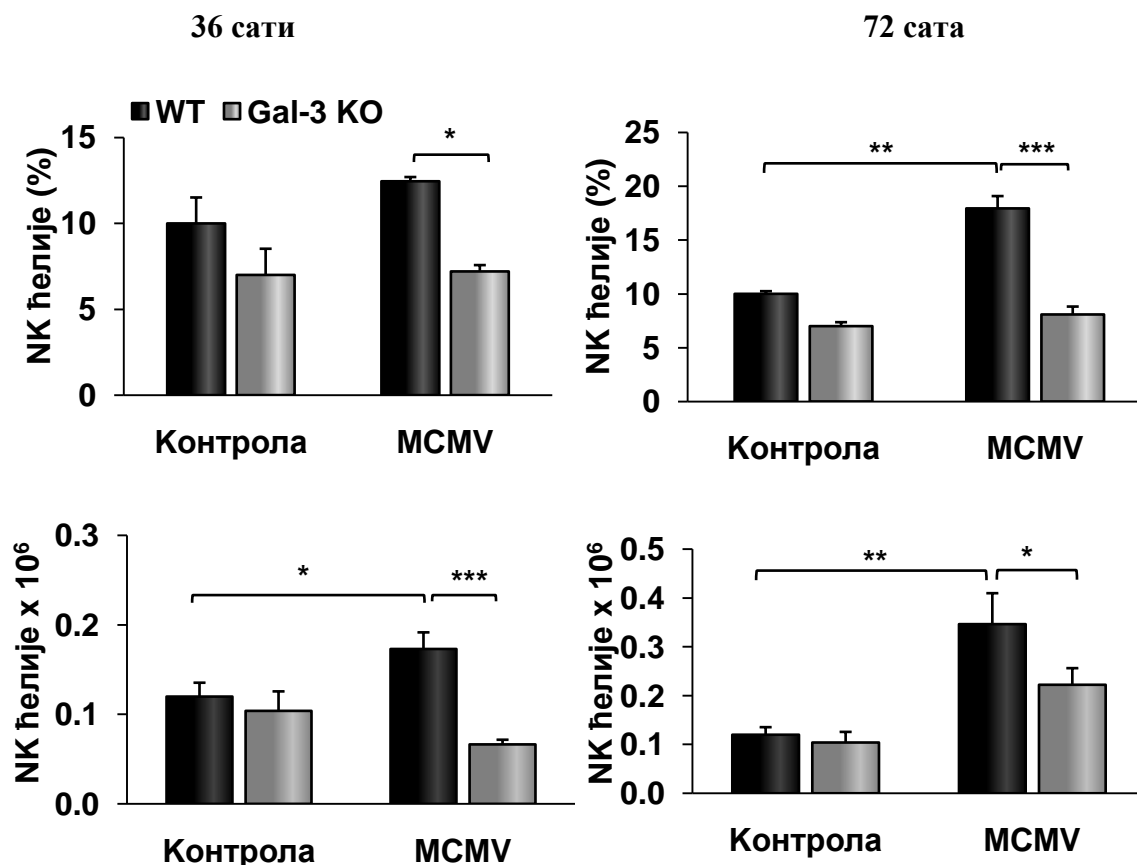 36 сати
72 сата
WT Gal-3 KO
NK ћелије (%)
15
10
5
0
*
Контрола MCMV
NK ћелије (%)
25
20
15
10
5
0
**
***
Контрола MCMV
NK ћелије x 10⁶
0.3
0.2
0.1
0.0
*
***
Контрола MCMV
NK ћелије x 10⁶
0.5
0.4
0.3
0.2
0.1
0.0
**
*
Контрола MCMV